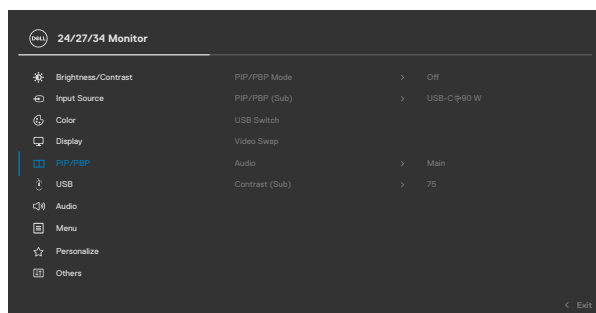 DELL 24/27/34 Monitor
Brightness/Contrast PIP/PBP Mode > Off
Input Source PIP/PBP (Sub) > USB-C 90 W
Color USB Switch
Display Video Swap
PIP/PBP Audio > Main
USB Contrast (Sub) > 75
Audio
Menu
Personalize
Others
< Exit